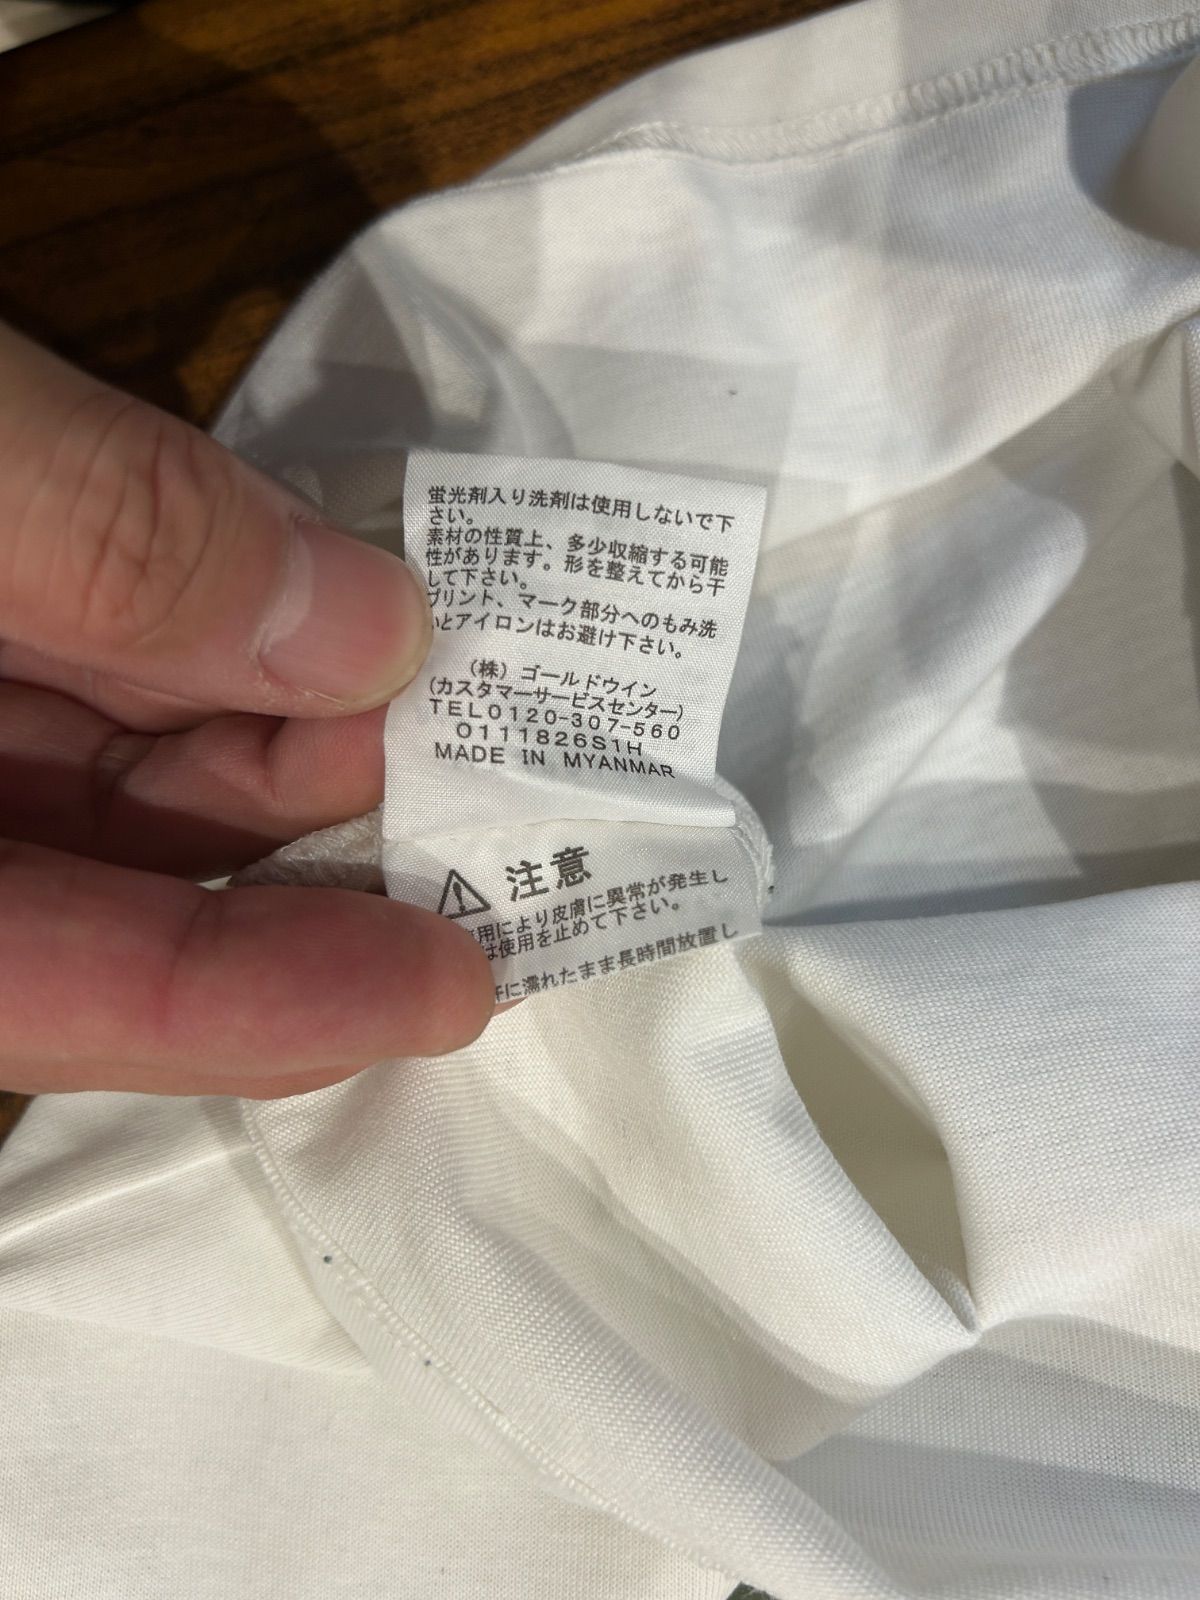 蛍光剤入り洗剤は使用しないで下
さい。
素材の性質上、多少収縮する可能
性があります。形を整えてから干
して下さい。
プリント、マーク部分へのもみ洗
いとアイロンはお避け下さい。
(株)ゴールドウイン
(カスタマーサービスセンター)
TEL0120-307-560
O111826S1H
MADE IN MYANMAR
注意
用により皮膚に異常が発生し
は使用を止めて下さい。
汗に濡れたまま長時間放置し